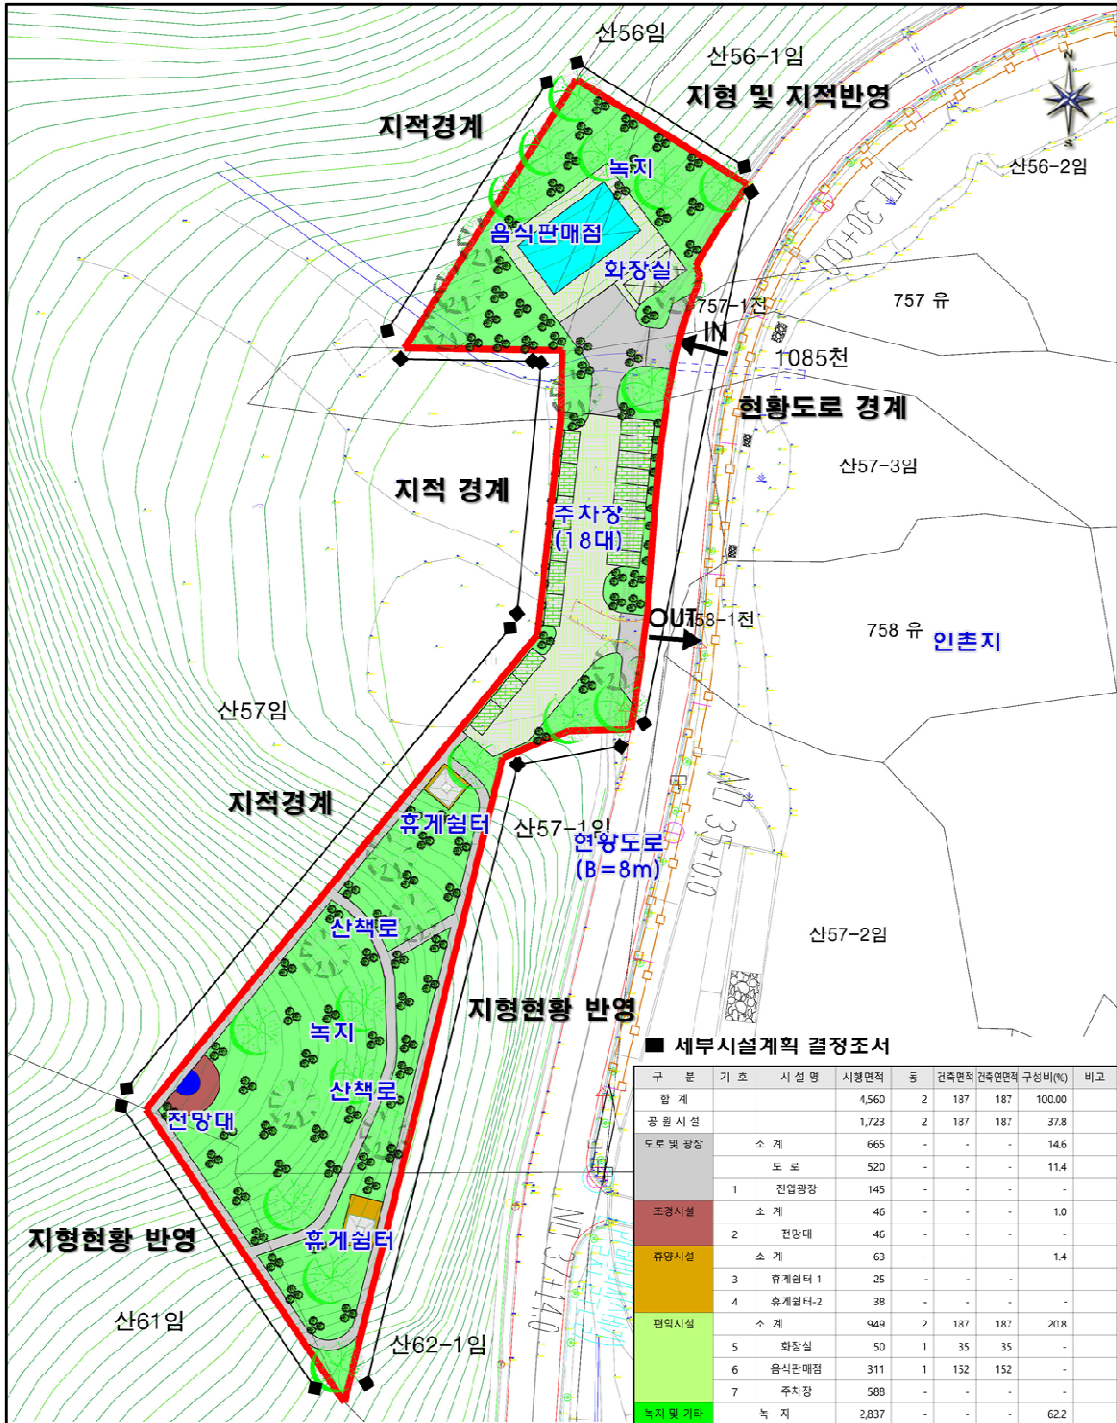 산56임
산56-1임
N
지형 및 지적반영
지적경계
S
산56-2임
녹지
NO.30+0.0
음식판매점
화장실
757 유
757-1전
IN
1085천
현황도로 경계
산57-3임
지적 경계
주차장
(18대)
OUT
758-1전
758 유
인촌지
산57임
NO.35+0.0
지적경계
휴게쉼터
산57-1임
현황도로
(B=8m)
산책로
산57-2임
지형현황 반영
녹지
산책로
전망대
지형현황 반영
휴게쉼터
NO.37+14.0
산61임
산62-1임
■ 세부시설계획 결정조서
구 분 기 호 시 설 명 시행면적 동 건축면적 건축연면적 구성비(%) 비고
합 계 4,560 2 187 187 100.00
공 원 시 설 1,723 2 187 187 37.8
도로 및 광장 소 계 665 - - - 14.6
도 로 520 - - - 11.4
1 진입광장 145 - - - -
조경시설 소 계 46 - - - 1.0
2 전망대 46 - - - -
휴양시설 소 계 63 1.4
3 휴게쉼터 1 25 - - -
4 휴게쉼터-2 38 - - - -
편익시설 소 계 949 2 187 187 20.8
5 화장실 50 1 35 35 -
6 음식판매점 311 1 152 152 -
7 주차장 588 - - - -
녹지 및 기타 녹 지 2,837 - - - 62.2